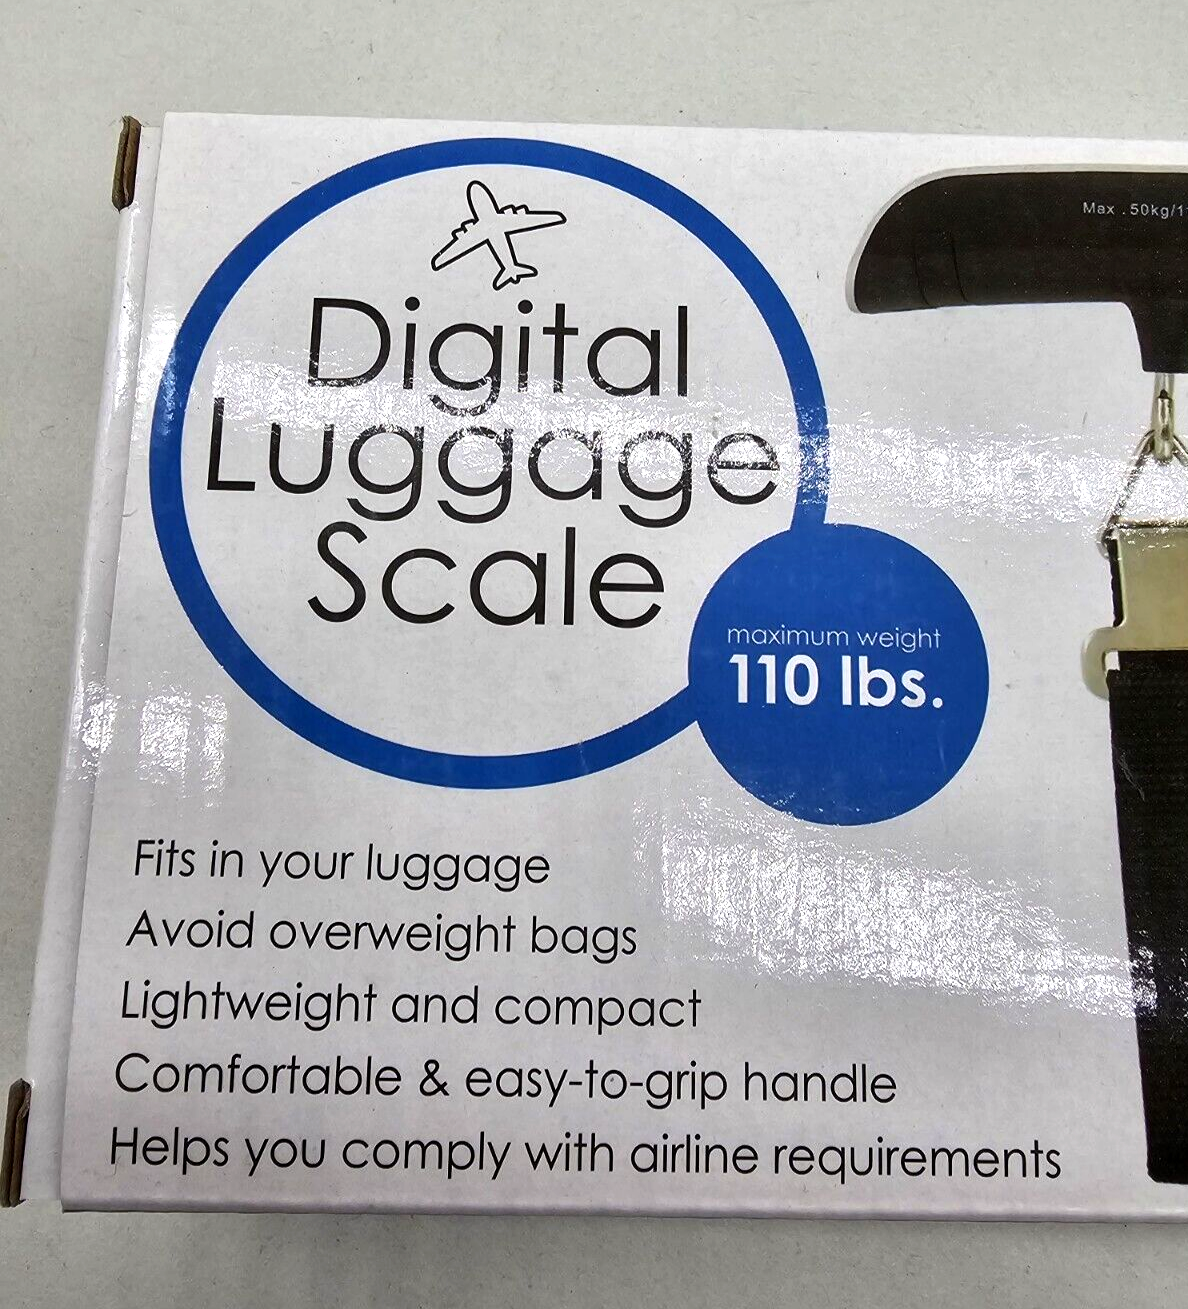 Digital
Luggage
Scale
maximum weight
110 lbs.
Max . 50kg/1
Fits in your luggage
Avoid overweight bags
Lightweight and compact
Comfortable & easy-to-grip handle
Helps you comply with airline requirements